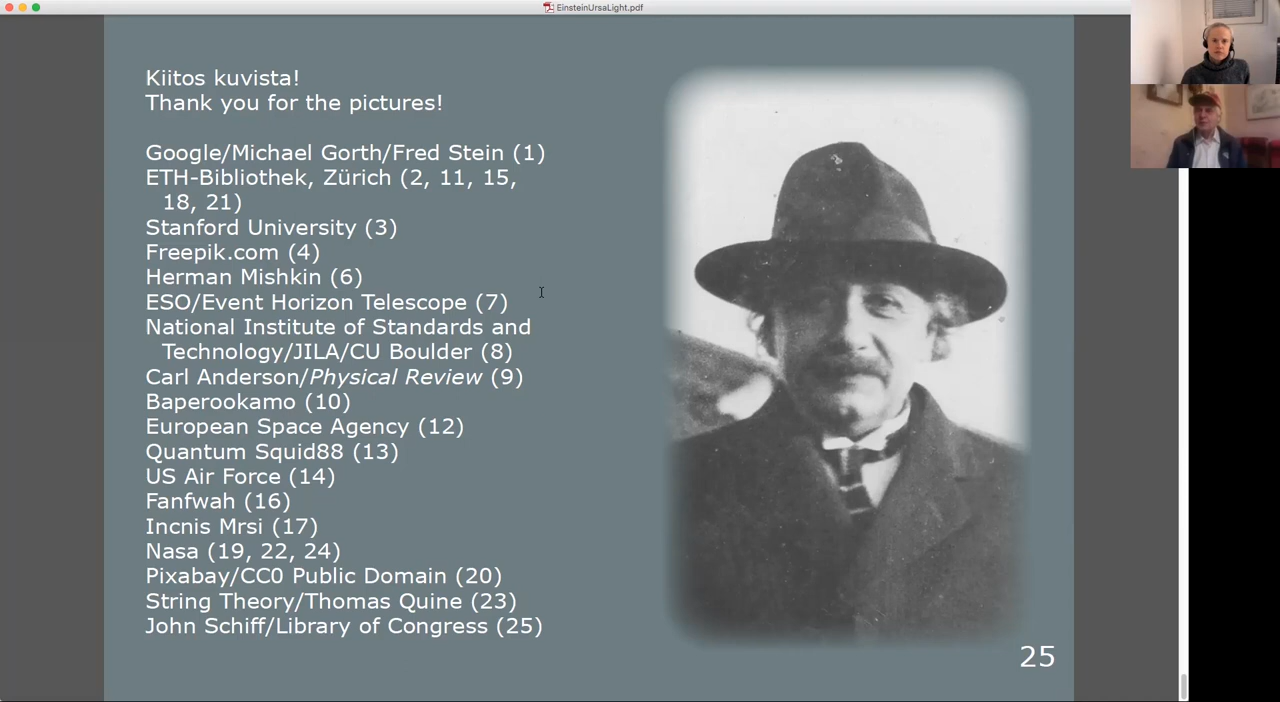 EinsteinUrsaLight.pdf
Kiitos kuvista!
Thank you for the pictures!
Google/Michael Gorth/Fred Stein (1)
ETH-Bibliothek, Zürich (2, 11, 15,
18, 21)
Stanford University (3)
Freepik.com (4)
Herman Mishkin (6)
ESO/Event Horizon Telescope (7)
National Institute of Standards and
Technology/JILA/CU Boulder (8)
Carl Anderson/Physical Review (9)
Baperookamo (10)
European Space Agency (12)
Quantum Squid88 (13)
US Air Force (14)
Fanfwah (16)
Incnis Mrsi (17)
Nasa (19, 22, 24)
Pixabay/CC0 Public Domain (20)
String Theory/Thomas Quine (23)
John Schiff/Library of Congress (25)
25